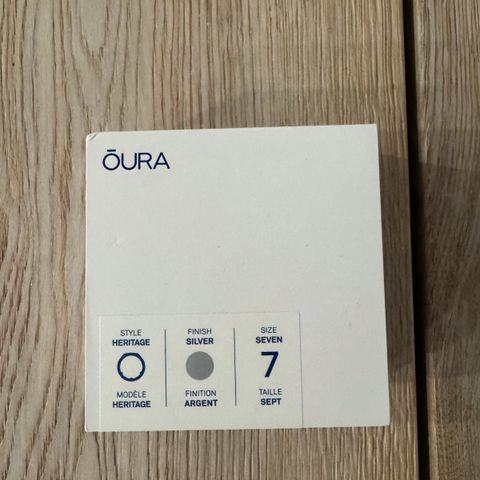 ŌURA
STYLE
HERITAGE
MODÈLE
HERITAGE
FINISH
SILVER
FINITION
ARGENT
SIZE
SEVEN
7
TAILLE
SEPT